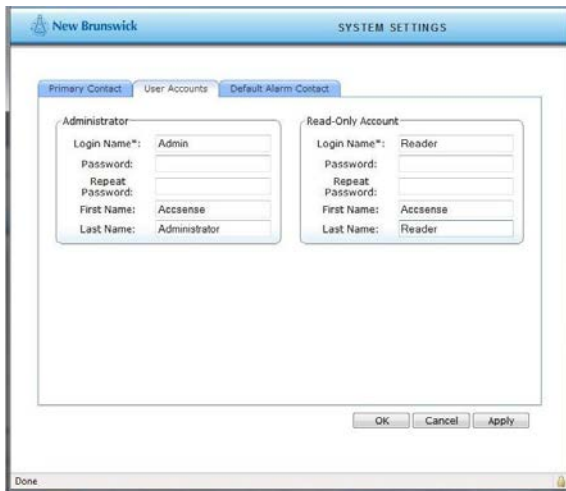 New Brunswick
SYSTEM SETTINGS
Primary Contact User Accounts Default Alarm Contact
Administrator
Login Name*: Admin
Password:
Repeat
Password:
First Name: Accsense
Last Name: Administrator
Read-Only Account
Login Name*: Reader
Password:
Repeat
Password:
First Name: Accsense
Last Name: Reader
OK Cancel Apply
Done